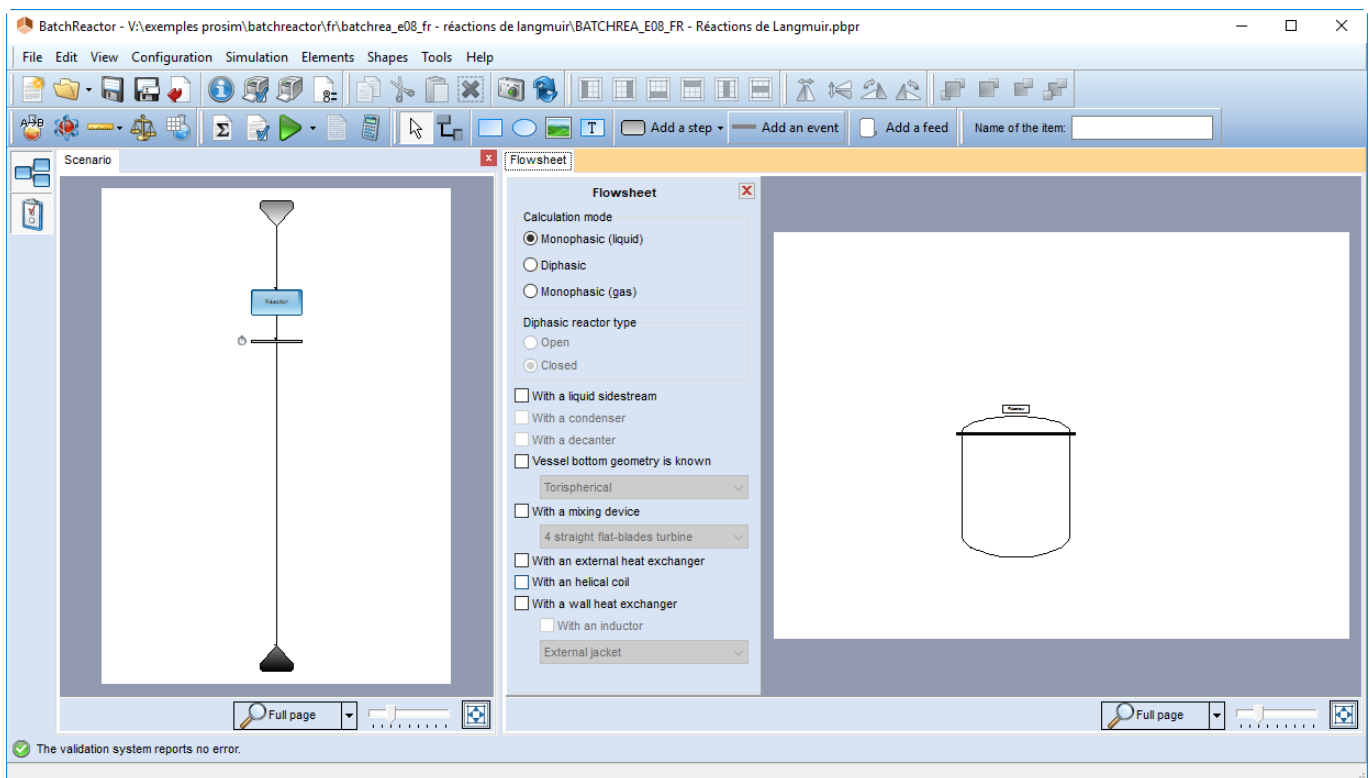 BatchReactor - V:\exemples prosim\batchreactor\fr\batchrea_e08_fr - réactions de langmuir\BATCHREA_E08_FR - Réactions de Langmuir.pbpr
File Edit View Configuration Simulation Elements Shapes Tools Help
8=
A+B Σ T Add a step Add an event Add a feed Name of the item:
Scenario
x
Flowsheet
Flowsheet
Calculation mode
Monophasic (liquid)
Diphasic
Monophasic (gas)
Diphasic reactor type
Open
Closed
With a liquid sidestream
With a condenser
With a decanter
Vessel bottom geometry is known
Torispherical
With a mixing device
4 straight flat-blades turbine
With an external heat exchanger
With an helical coil
With a wall heat exchanger
With an inductor
External jacket
Réaction
Réacteur
Full page
Full page
The validation system reports no error.